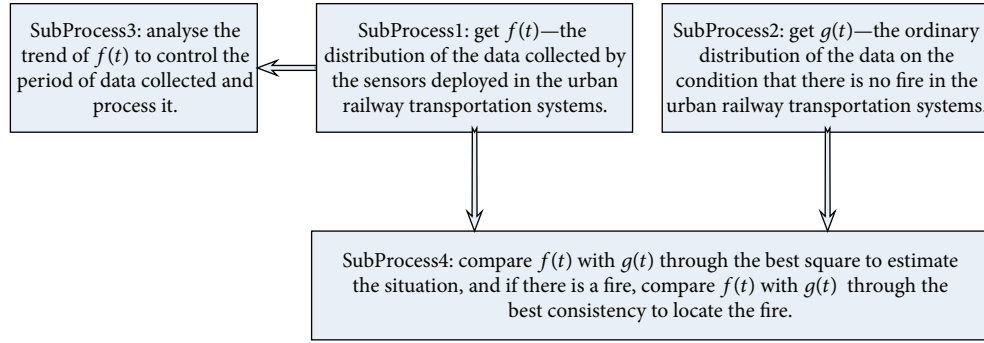 SubProcess3: analyse the
trend of f(t) to control the
period of data collected and
process it.
SubProcess1: get f(t)—the
distribution of the data collected by
the sensors deployed in the urban
railway transportation systems.
SubProcess2: get g(t)—the ordinary
distribution of the data on the
condition that there is no fire in the
urban railway transportation systems.
SubProcess4: compare f(t) with g(t) through the best square to estimate
the situation, and if there is a fire, compare f(t) with g(t) through the
best consistency to locate the fire.